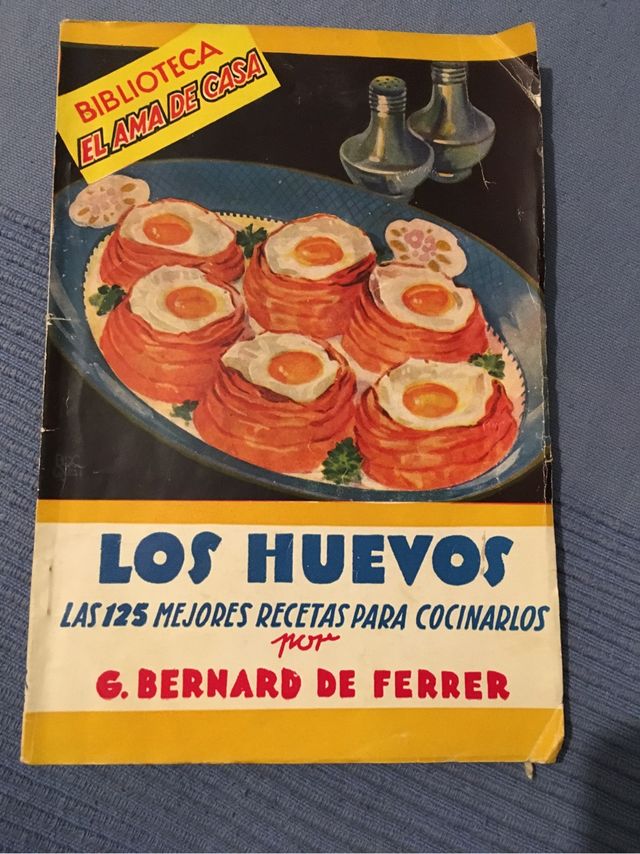 BIBLIOTECA
EL AMA DE CASA
LOS HUEVOS
LAS 125 MEJORES RECETAS PARA COCINARLOS
por
G. BERNARD DE FERRER